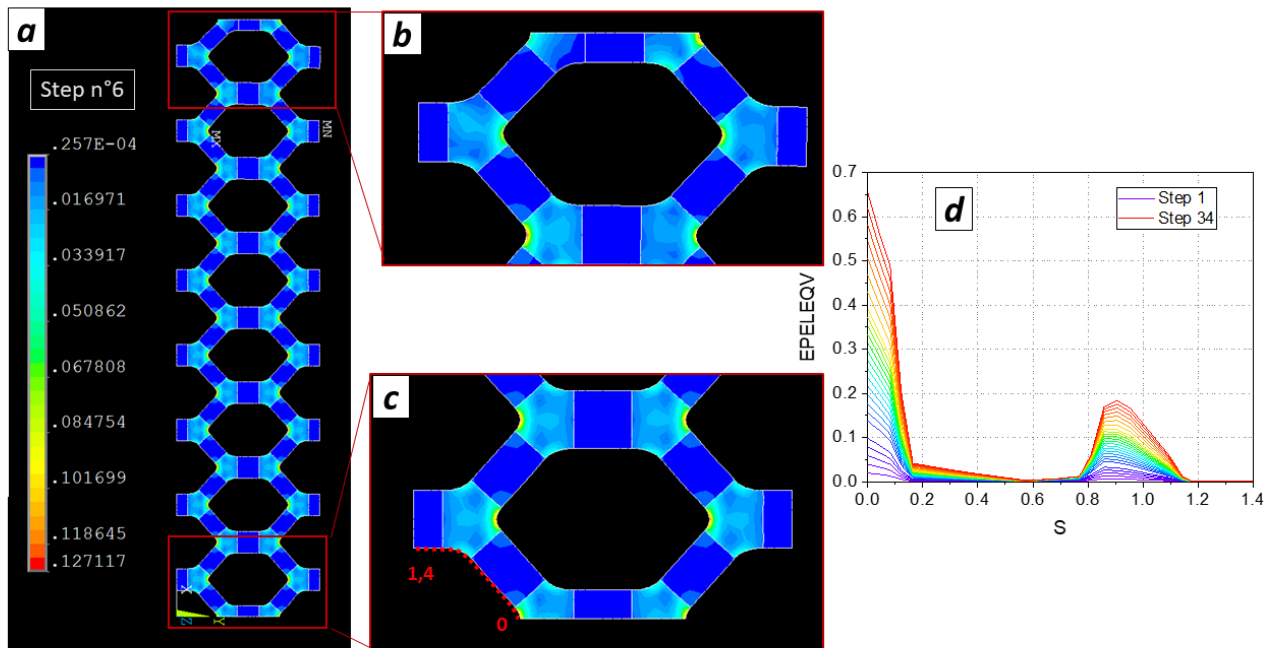 a
Step n°6
.257E-04
.016971
.033917
.050862
.067808
.084754
.101699
.118645
.127117
MX
MN
X
Z
Y
b
c
1,4
0
d
Step 1
Step 34
EPELEQV
0.7
0.6
0.5
0.4
0.3
0.2
0.1
0.0
0.0 0.2 0.4 0.6 0.8 1.0 1.2 1.4
S